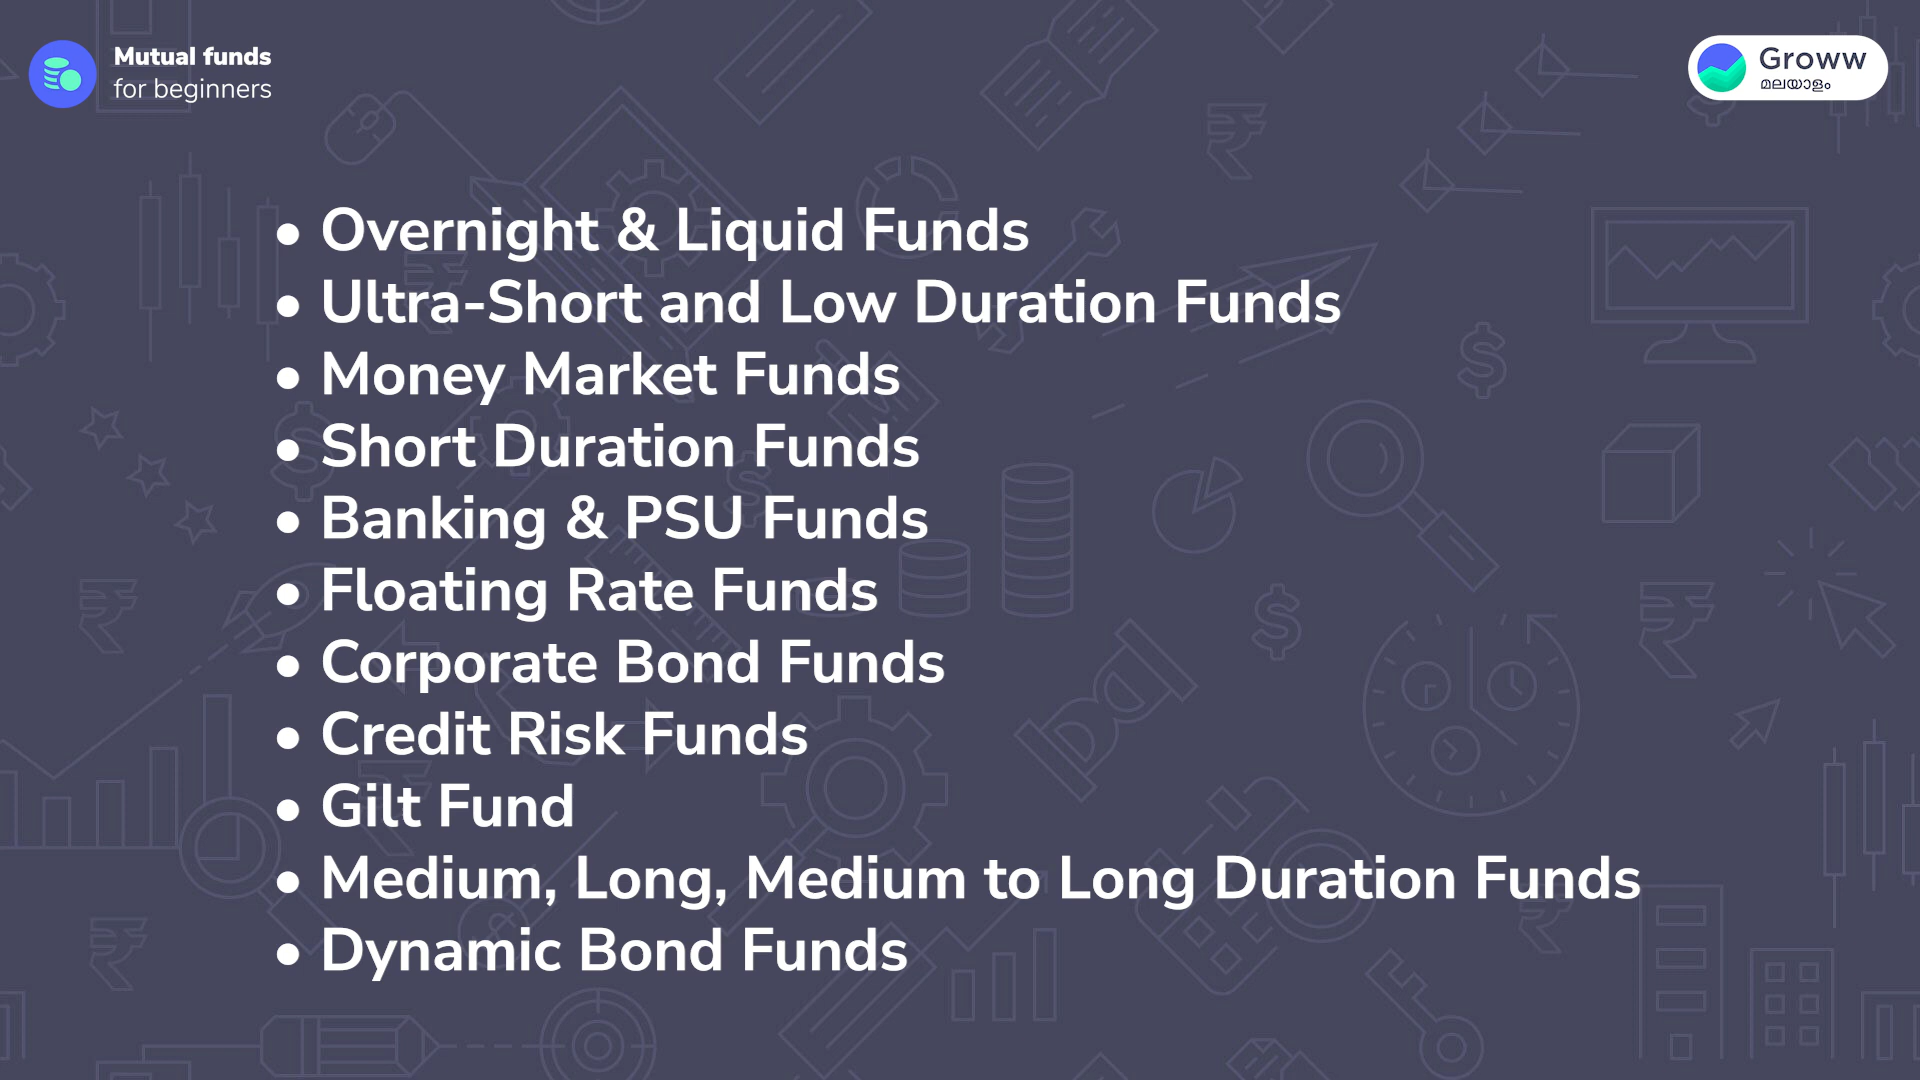 Mutual funds
for beginners
Groww
മലയാളം
• Overnight & Liquid Funds
• Ultra-Short and Low Duration Funds
• Money Market Funds
• Short Duration Funds
• Banking & PSU Funds
• Floating Rate Funds
• Corporate Bond Funds
• Credit Risk Funds
• Gilt Fund
• Medium, Long, Medium to Long Duration Funds
• Dynamic Bond Funds